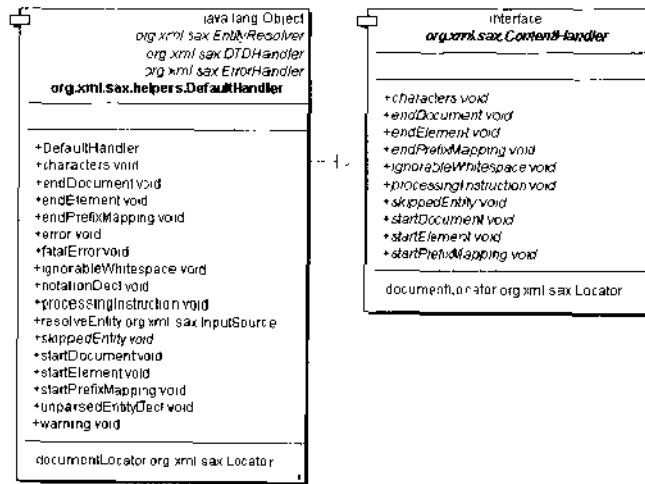 java lang Object
org xml sax EntityResolver
org xml sax DTDHandler
org xml sax ErrorHandler
org.xml.sax.helpers.DefaultHandler
+DefaultHandler
+characters void
+endDocument void
+endElement void
+endPrefixMapping void
+error void
+fatalError void
+ignorableWhitespace void
+notationDecl void
+processingInstruction void
+resolveEntity org xml sax InputSource
+skippedEntity void
+startDocument void
+startElement void
+startPrefixMapping void
+unparsedEntityDecl void
+warning void
documentLocator org xml sax Locator
interface
org.xml.sax.ContentHandler
+characters void
+endDocument void
+endElement void
+endPrefixMapping void
+ignorableWhitespace void
+processingInstruction void
+skippedEntity void
+startDocument void
+startElement void
+startPrefixMapping void
documentLocator org xml sax Locator